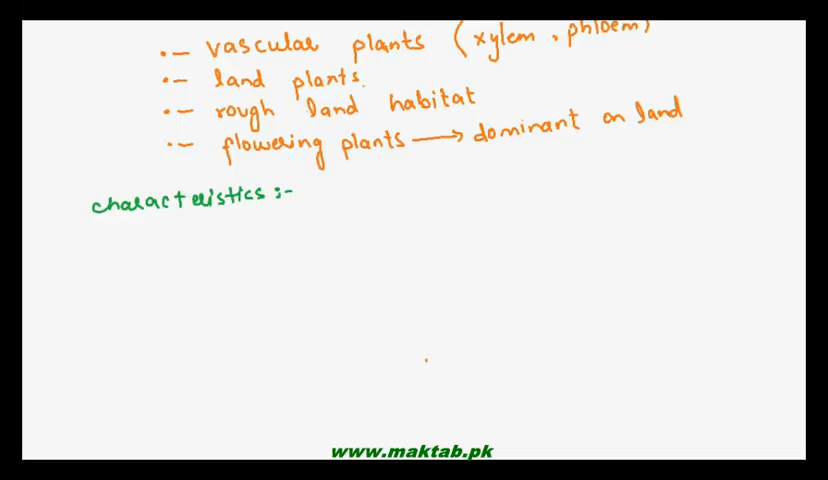 .- vascular plants (xylem, phloem)
.- land plants.
.- rough land habitat
.- flowering plants → dominant on land
characteristics :-
www.maktab.pk